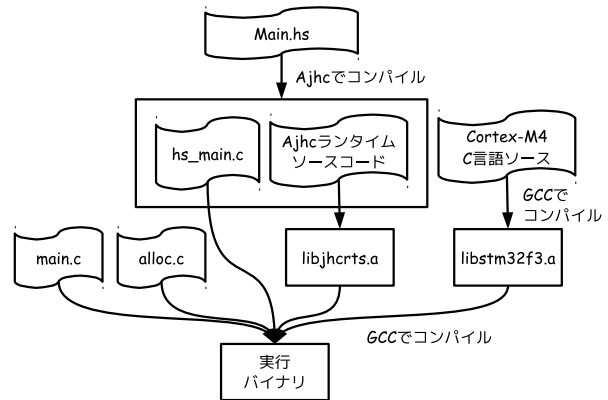 Main.hs
Ajhcでコンパイル
hs_main.c
Ajhcランタイム
ソースコード
Cortex-M4
C言語ソース
GCCで
コンパイル
main.c
alloc.c
libjhcrts.a
libstm32f3.a
GCCでコンパイル
実行
バイナリ